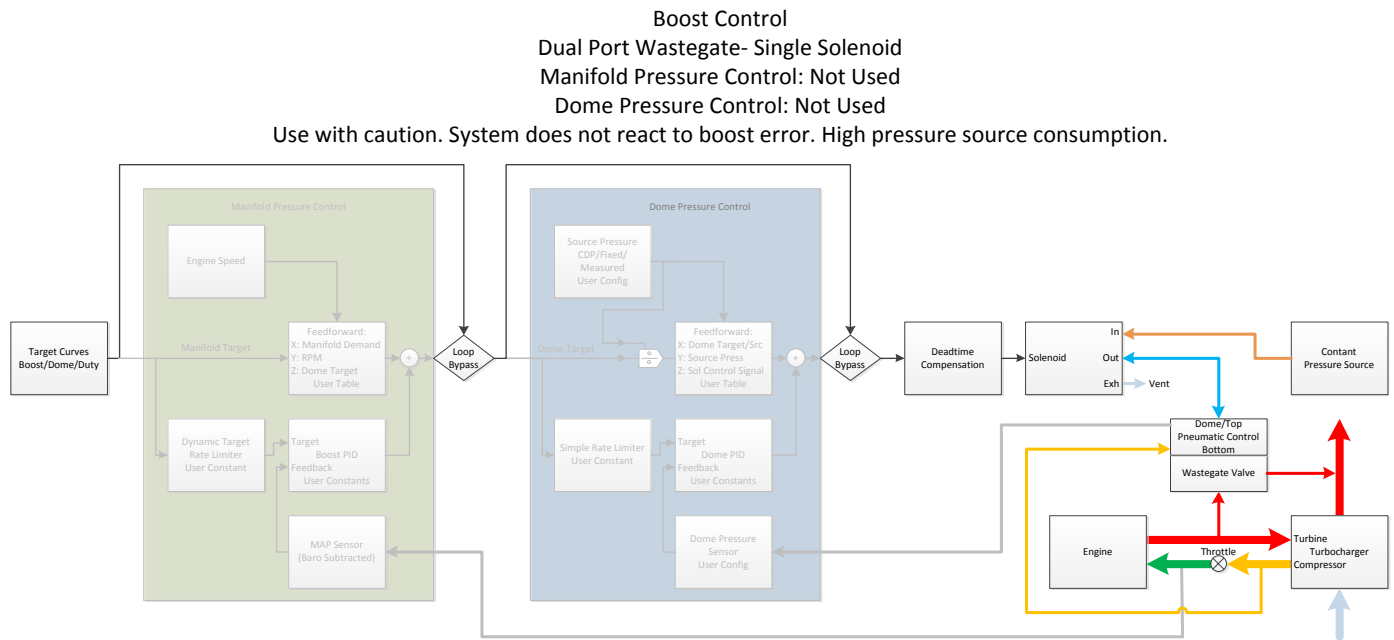 Boost Control
Dual Port Wastegate- Single Solenoid
Manifold Pressure Control: Not Used
Dome Pressure Control: Not Used
Use with caution. System does not react to boost error. High pressure source consumption.
Manifold Pressure Control
Engine Speed
Target Curves
Boost/Dome/Duty
Manifold Target
Feedforward:
X: Manifold Demand
Y: RPM
Z: Dome Target
User Table
+
Dynamic Target
Rate Limiter
User Constant
Target
Boost PID
Feedback
User Constants
MAP Sensor
(Baro Subtracted)
Loop
Bypass
Dome Pressure Control
Source Pressure
CDP/Fixed/
Measured
User Config
Dome Target
÷
Feedforward:
X: Dome Target/Src
Y: Source Press
Z: Sol Control Signal
User Table
+
Simple Rate Limiter
User Constant
Target
Dome PID
Feedback
User Constants
Dome Pressure
Sensor
User Config
Loop
Bypass
Deadtime
Compensation
In
Solenoid
Out
Exh
Vent
Contant
Pressure Source
Dome/Top
Pneumatic Control
Bottom
Wastegate Valve
Engine
Throttle
Turbine
Turbocharger
Compressor